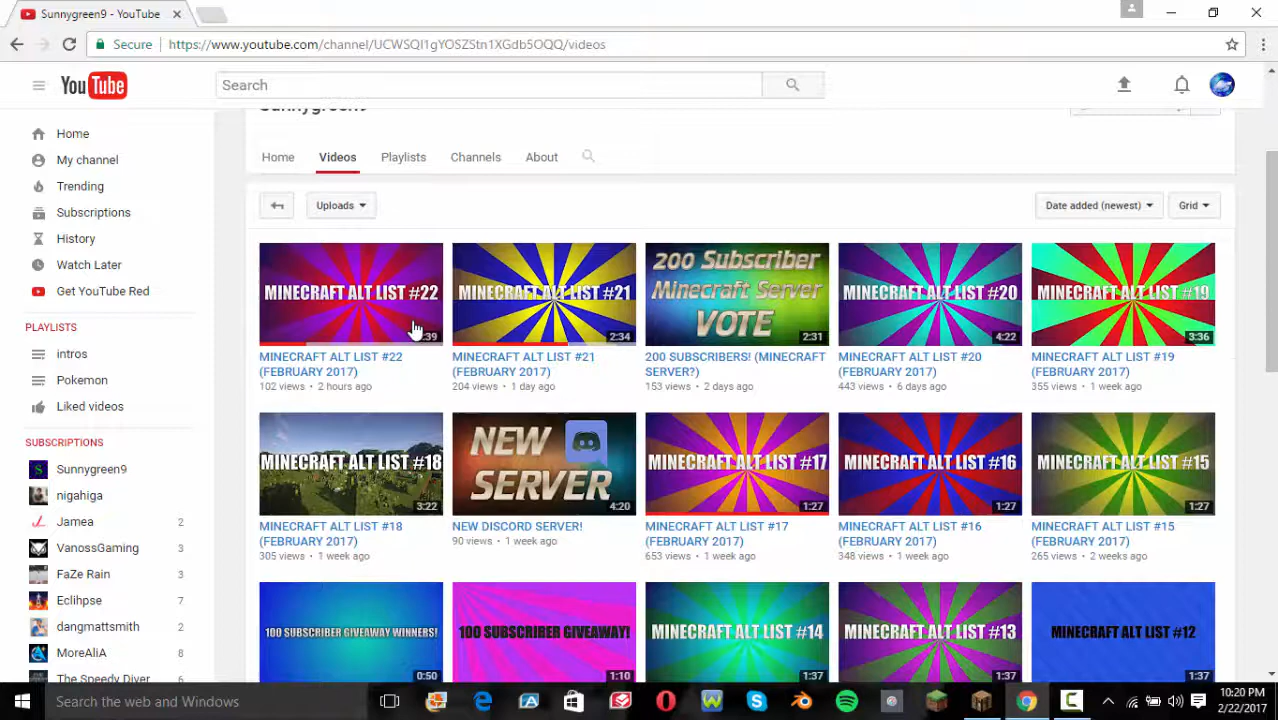 Sunnygreen9 - YouTube
Secure
https://www.youtube.com/channel/UCWSQI1gYOSZStn1XGdb5OQQ/videos
YouTube
Search
Sunnygreen9
Home
Videos
Playlists
Channels
About
Home
My channel
Trending
Subscriptions
History
Watch Later
Get YouTube Red
PLAYLISTS
intros
Pokemon
Liked videos
SUBSCRIPTIONS
Sunnygreen9
nigahiga
Jamea 2
VanossGaming 3
FaZe Rain 3
Eclihpse 7
dangmattsmith 2
MoreAliA 8
The Speedy Diver 6
Uploads
Date added (newest)
Grid
MINECRAFT ALT LIST #22
:39
MINECRAFT ALT LIST #22
(FEBRUARY 2017)
102 views • 2 hours ago
MINECRAFT ALT LIST #21
2:34
MINECRAFT ALT LIST #21
(FEBRUARY 2017)
204 views • 1 day ago
200 Subscriber
Minecraft Server
VOTE
2:31
200 SUBSCRIBERS! (MINECRAFT
SERVER?)
153 views • 2 days ago
MINECRAFT ALT LIST #20
4:22
MINECRAFT ALT LIST #20
(FEBRUARY 2017)
443 views • 6 days ago
MINECRAFT ALT LIST #19
3:36
MINECRAFT ALT LIST #19
(FEBRUARY 2017)
355 views • 1 week ago
MINECRAFT ALT LIST #18
3:22
MINECRAFT ALT LIST #18
(FEBRUARY 2017)
305 views • 1 week ago
NEW
SERVER
4:20
NEW DISCORD SERVER!
90 views • 1 week ago
MINECRAFT ALT LIST #17
1:27
MINECRAFT ALT LIST #17
(FEBRUARY 2017)
653 views • 1 week ago
MINECRAFT ALT LIST #16
1:27
MINECRAFT ALT LIST #16
(FEBRUARY 2017)
348 views • 1 week ago
MINECRAFT ALT LIST #15
1:27
MINECRAFT ALT LIST #15
(FEBRUARY 2017)
265 views • 2 weeks ago
100 SUBSCRIBER GIVEAWAY WINNERS!
0:50
100 SUBSCRIBER GIVEAWAY!
1:10
MINECRAFT ALT LIST #14
1:37
MINECRAFT ALT LIST #13
1:37
MINECRAFT ALT LIST #12
1:37
Search the web and Windows
10:20 PM
2/22/2017